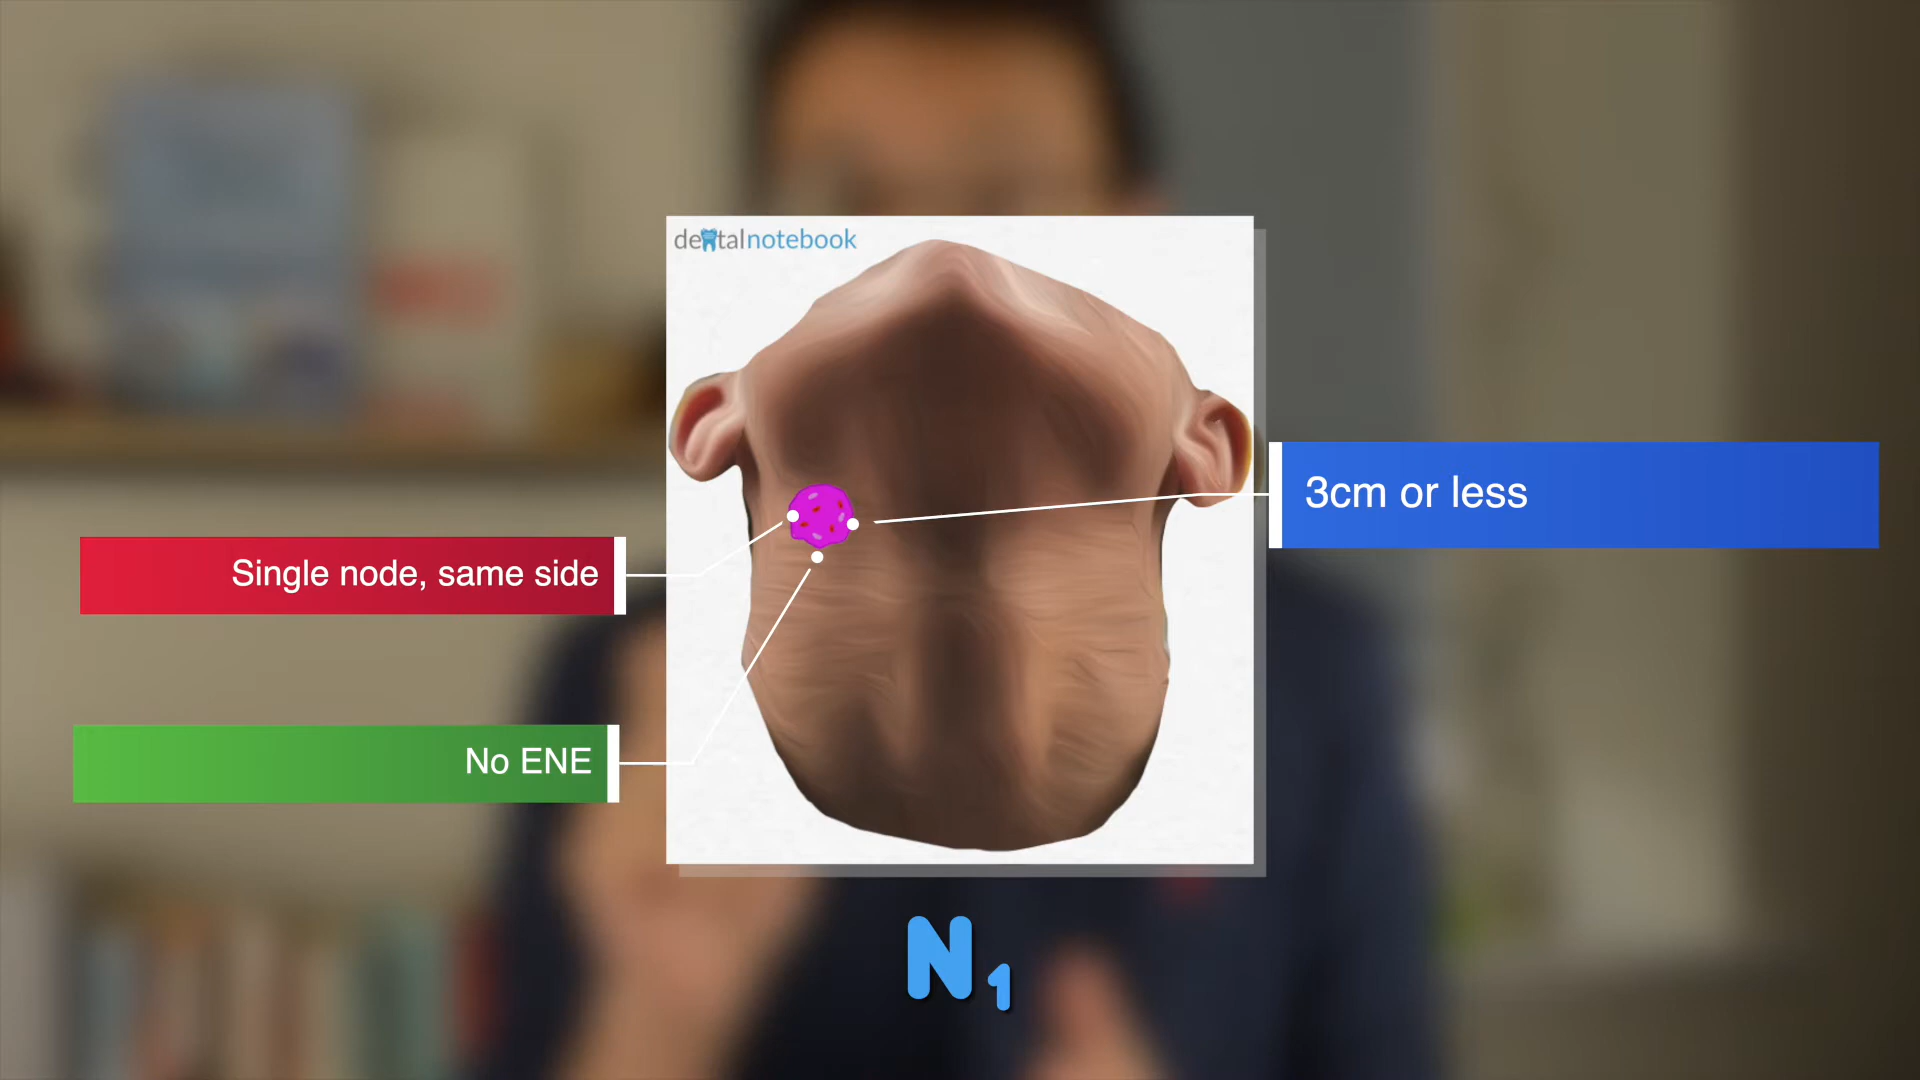 dentalnotebook
3cm or less
Single node, same side
No ENE
N1